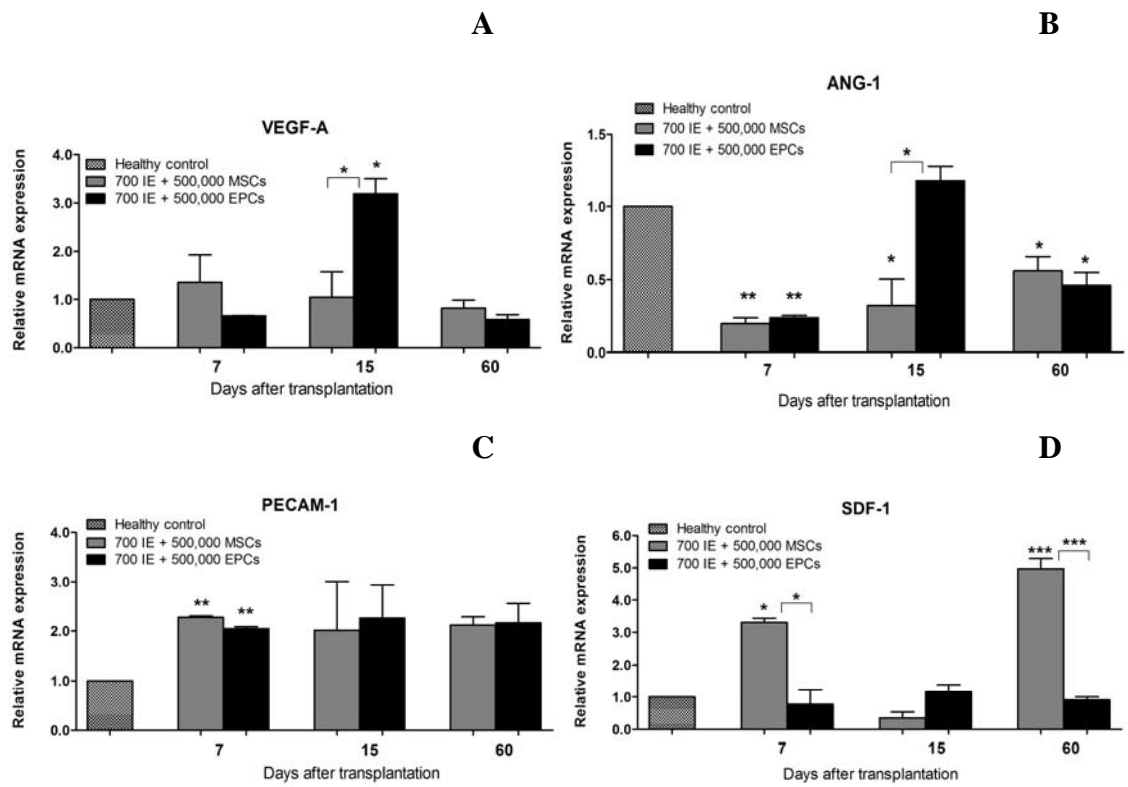 A
VEGF-A
Healthy control
700 IE + 500,000 MSCs
700 IE + 500,000 EPCs
Relative mRNA expression
4.0
3.0
2.0
1.0
0.0
* *
7 15 60
Days after transplantation
B
ANG-1
Healthy control
700 IE + 500,000 MSCs
700 IE + 500,000 EPCs
Relative mRNA expression
1.5
1.0
0.5
0.0
** ** * * * *
7 15 60
Days after transplantation
C
PECAM-1
Healthy control
700 IE + 500,000 MSCs
700 IE + 500,000 EPCs
Relative mRNA expression
4.0
3.0
2.0
1.0
0.0
** **
7 15 60
Days after transplantation
D
SDF-1
Healthy control
700 IE + 500,000 MSCs
700 IE + 500,000 EPCs
Relative mRNA expression
6.0
5.0
4.0
3.0
2.0
1.0
0.0
* * *** ***
7 15 60
Days after transplantation